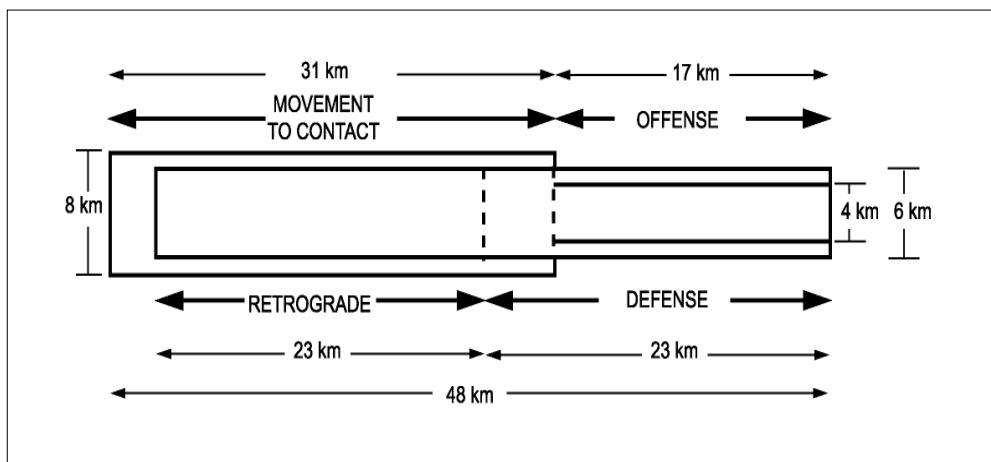 31 km
17 km
MOVEMENT
TO CONTACT
OFFENSE
8 km
4 km
6 km
RETROGRADE
DEFENSE
23 km
23 km
48 km